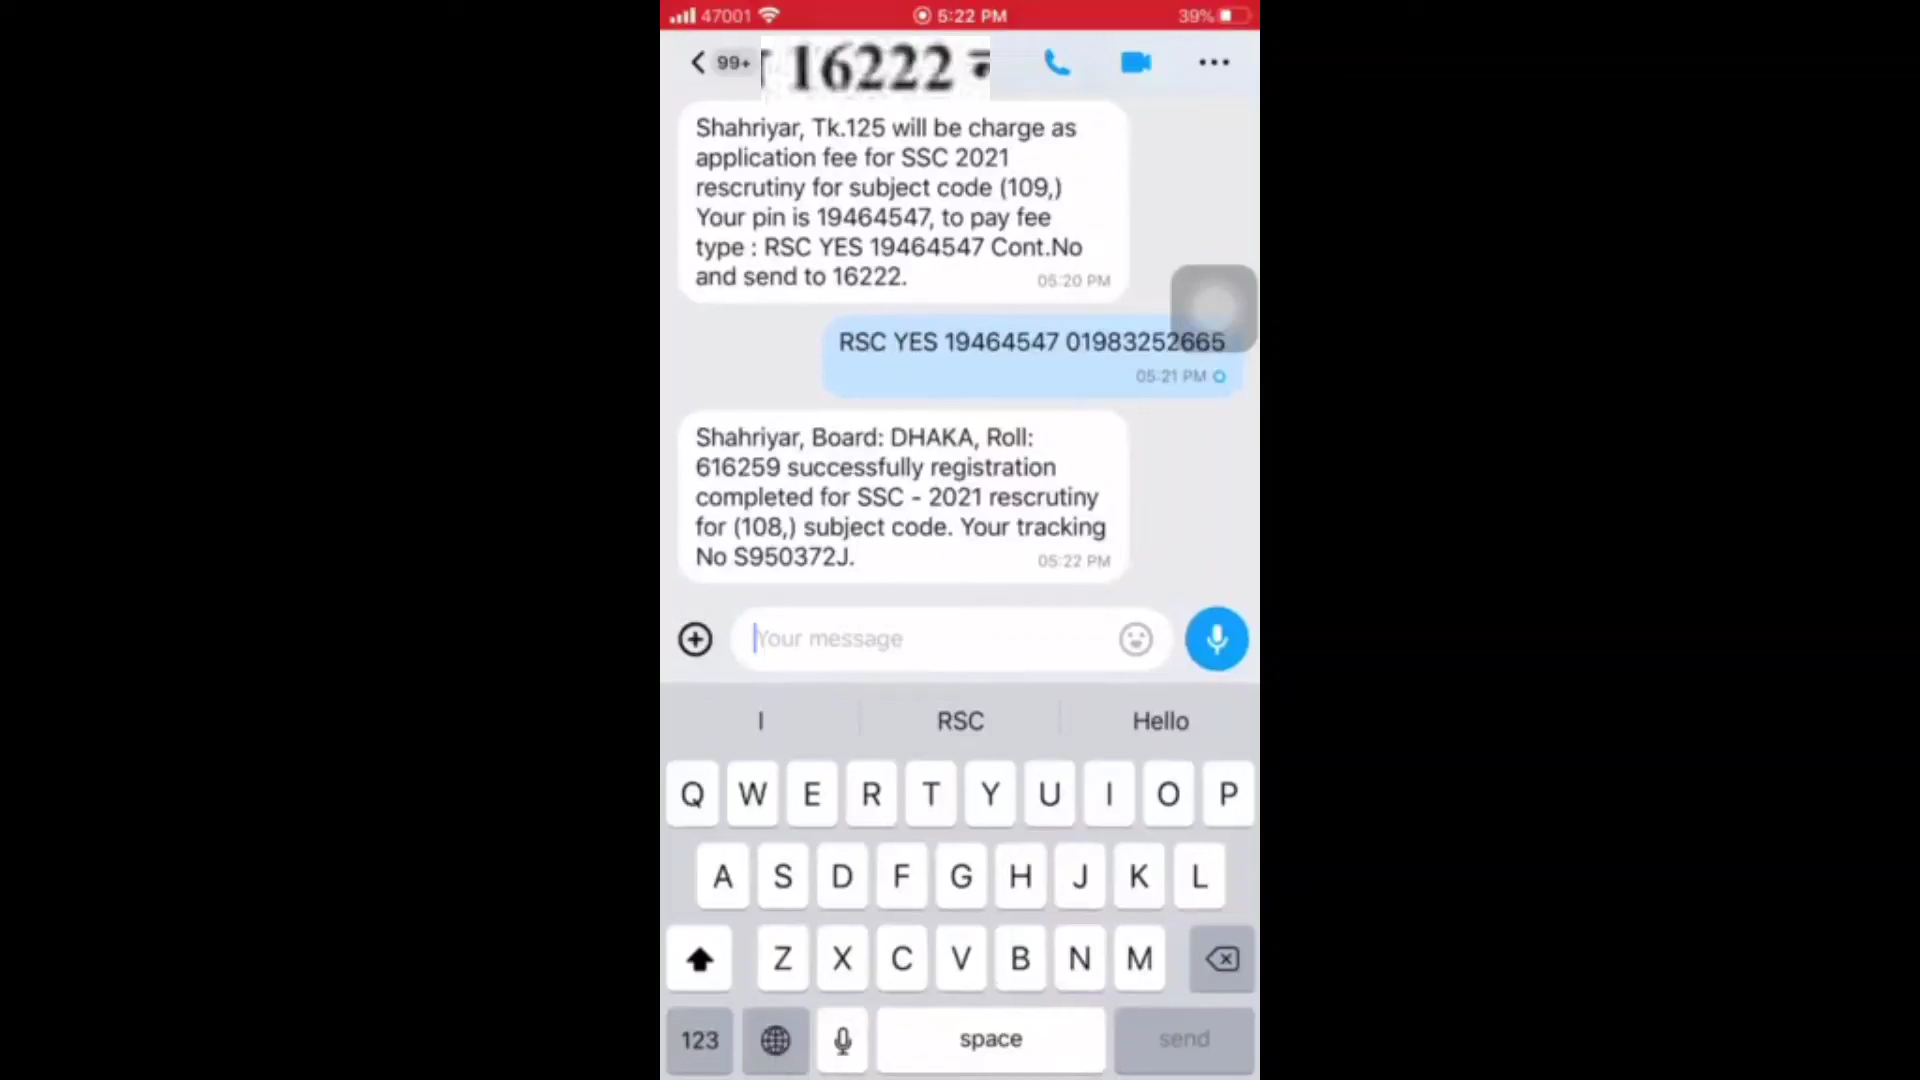 47001 5:22 PM 39%
99+ 16222
Shahriyar, Tk.125 will be charge as
application fee for SSC 2021
rescrutiny for subject code (109,)
Your pin is 19464547, to pay fee
type : RSC YES 19464547 Cont.No
and send to 16222. 05:20 PM
RSC YES 19464547 01983252665
05:21 PM
Shahriyar, Board: DHAKA, Roll:
616259 successfully registration
completed for SSC - 2021 rescrutiny
for (108,) subject code. Your tracking
No S950372J. 05:22 PM
Your message
I RSC Hello
Q W E R T Y U I O P
A S D F G H J K L
Z X C V B N M
123 space send